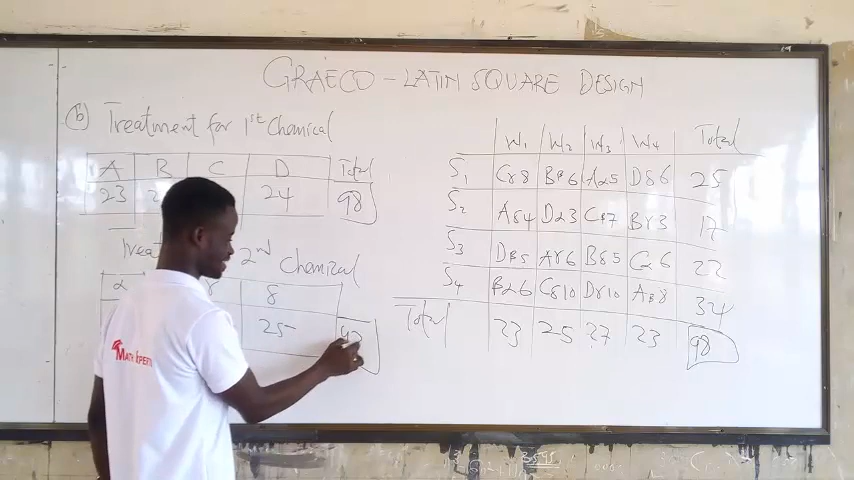 GRAECO - LATIN SQUARE DESIGN
(b) Treatment for 1st Chemical
A B C D Total
23 24 98
2nd Chemical
α γ δ
25
W1 W2 W3 W4 Total
S1 Cγ8 Bβ6 Aα5 Dδ6 25
S2 Aδ4 Dα3 Cβ7 Bγ3 17
S3 Dβ5 Aγ6 Bδ5 Cα6 22
S4 Bα6 Cδ10 Dγ10 Aβ8 34
Total 23 25 27 23 98
MATH EXPERT